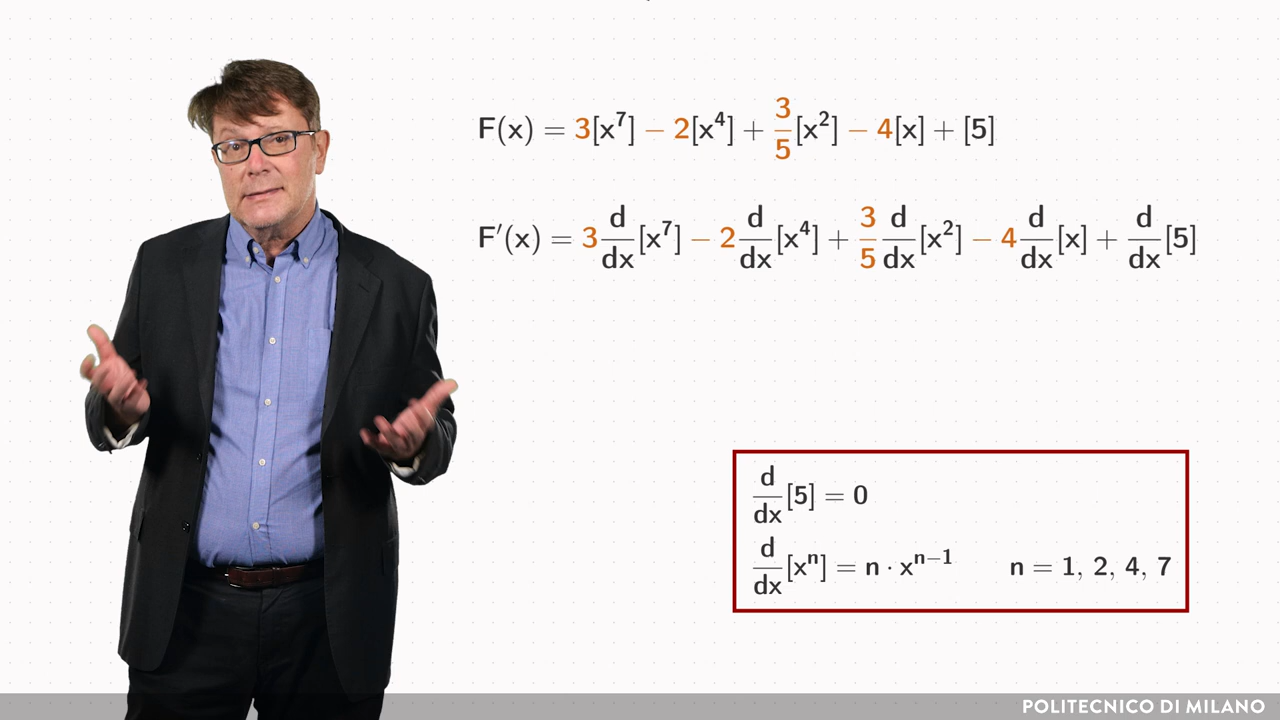 F(x) = 3[x⁷] − 2[x⁴] + 3/5[x²] − 4[x] + [5]
F′(x) = 3 d/dx[x⁷] − 2 d/dx[x⁴] + 3/5 d/dx[x²] − 4 d/dx[x] + d/dx[5]
d/dx[5] = 0
d/dx[xⁿ] = n · xⁿ⁻¹ n = 1, 2, 4, 7
POLITECNICO DI MILANO